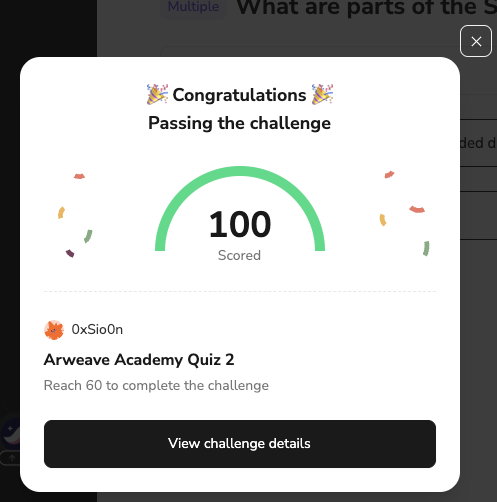 Multiple What are parts of the S
Congratulations
Passing the challenge
ded d
100
Scored
0xSio0n
Arweave Academy Quiz 2
Reach 60 to complete the challenge
View challenge details